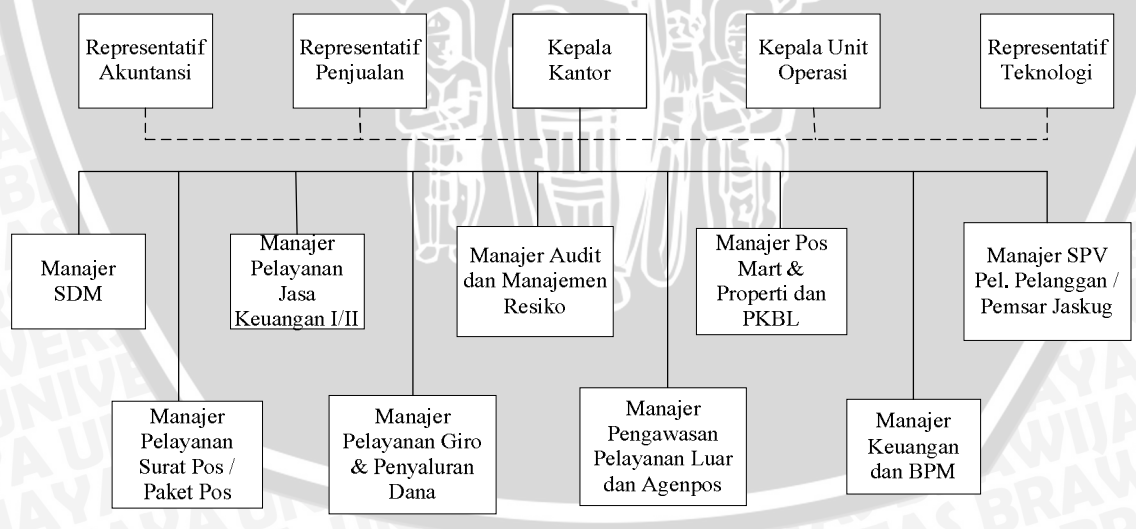 Representatif
Akuntansi
Representatif
Penjualan
Kepala
Kantor
Kepala Unit
Operasi
Representatif
Teknologi
Manajer
SDM
Manajer
Pelayanan
Jasa
Keuangan I/II
Manajer Audit
dan Manajemen
Resiko
Manajer Pos
Mart &
Properti dan
PKBL
Manajer SPV
Pel. Pelanggan /
Pemsar Jaskug
Manajer
Pelayanan
Surat Pos /
Paket Pos
Manajer
Pelayanan Giro
& Penyaluran
Dana
Manajer
Pengawasan
Pelayanan Luar
dan Agenpos
Manajer
Keuangan
dan BPM